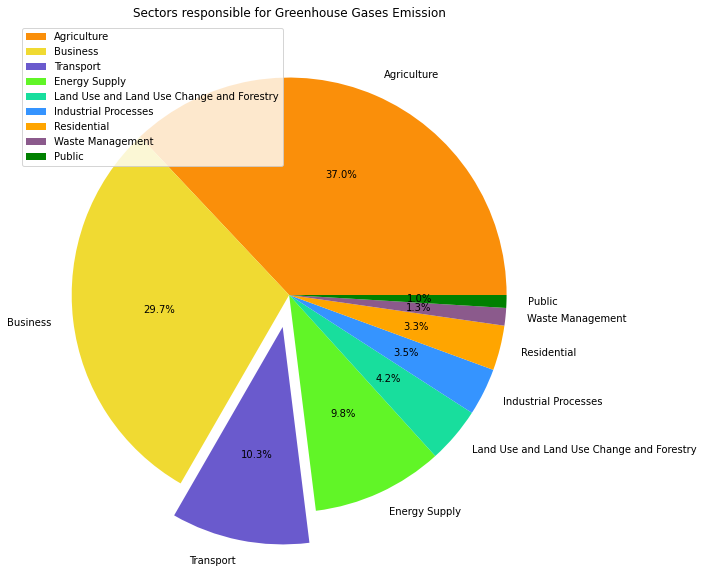 Sectors responsible for Greenhouse Gases Emission
Agriculture
Business
Transport
Energy Supply
Land Use and Land Use Change and Forestry
Industrial Processes
Residential
Waste Management
Public
Agriculture
37.0%
Business
29.7%
Transport
10.3%
Energy Supply
9.8%
Land Use and Land Use Change and Forestry
4.2%
Industrial Processes
3.5%
Residential
3.3%
Waste Management
1.3%
Public
1.0%